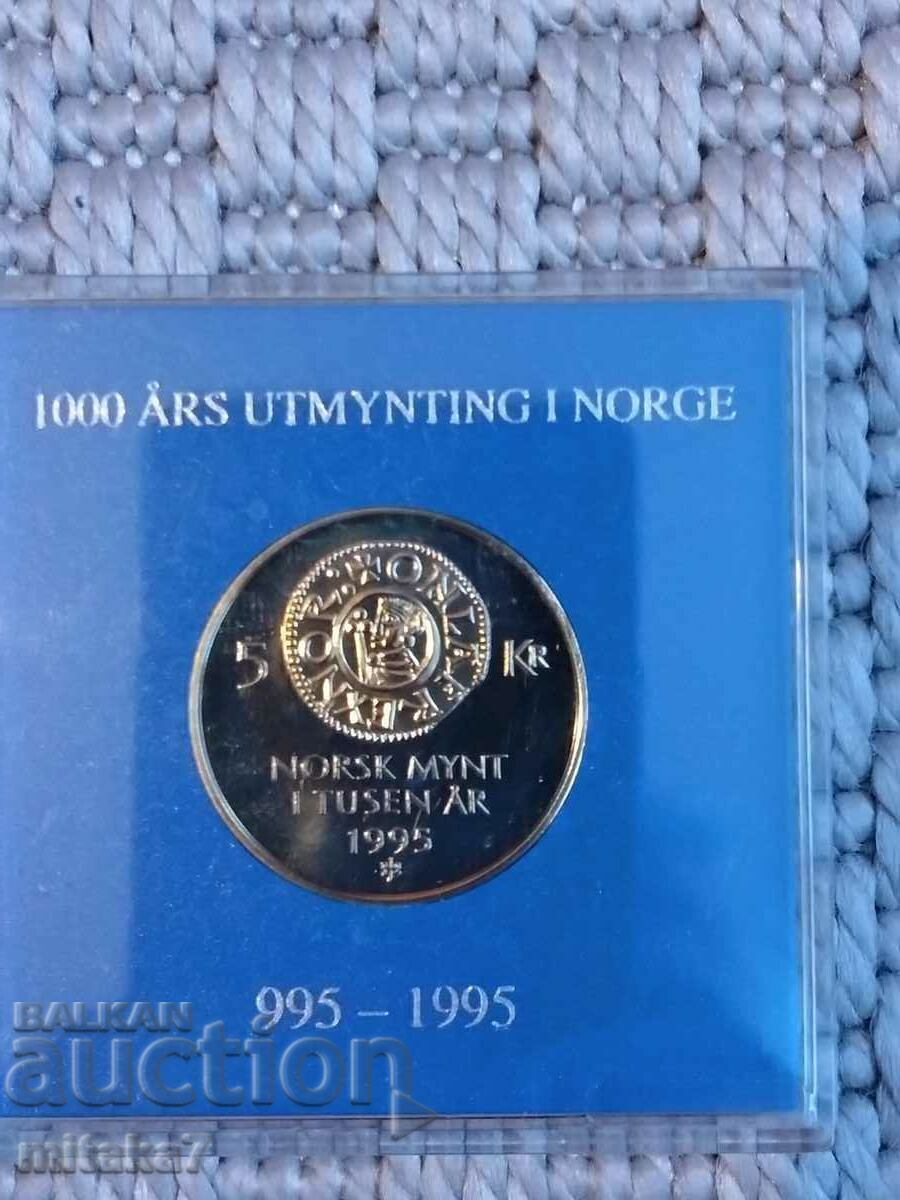 1000 ÅRS UTMYNTING I NORGE
5 KR
NORSK MYNT
I TUSEN ÅR
1995
995 – 1995
BALKAN
auction
mitaka7